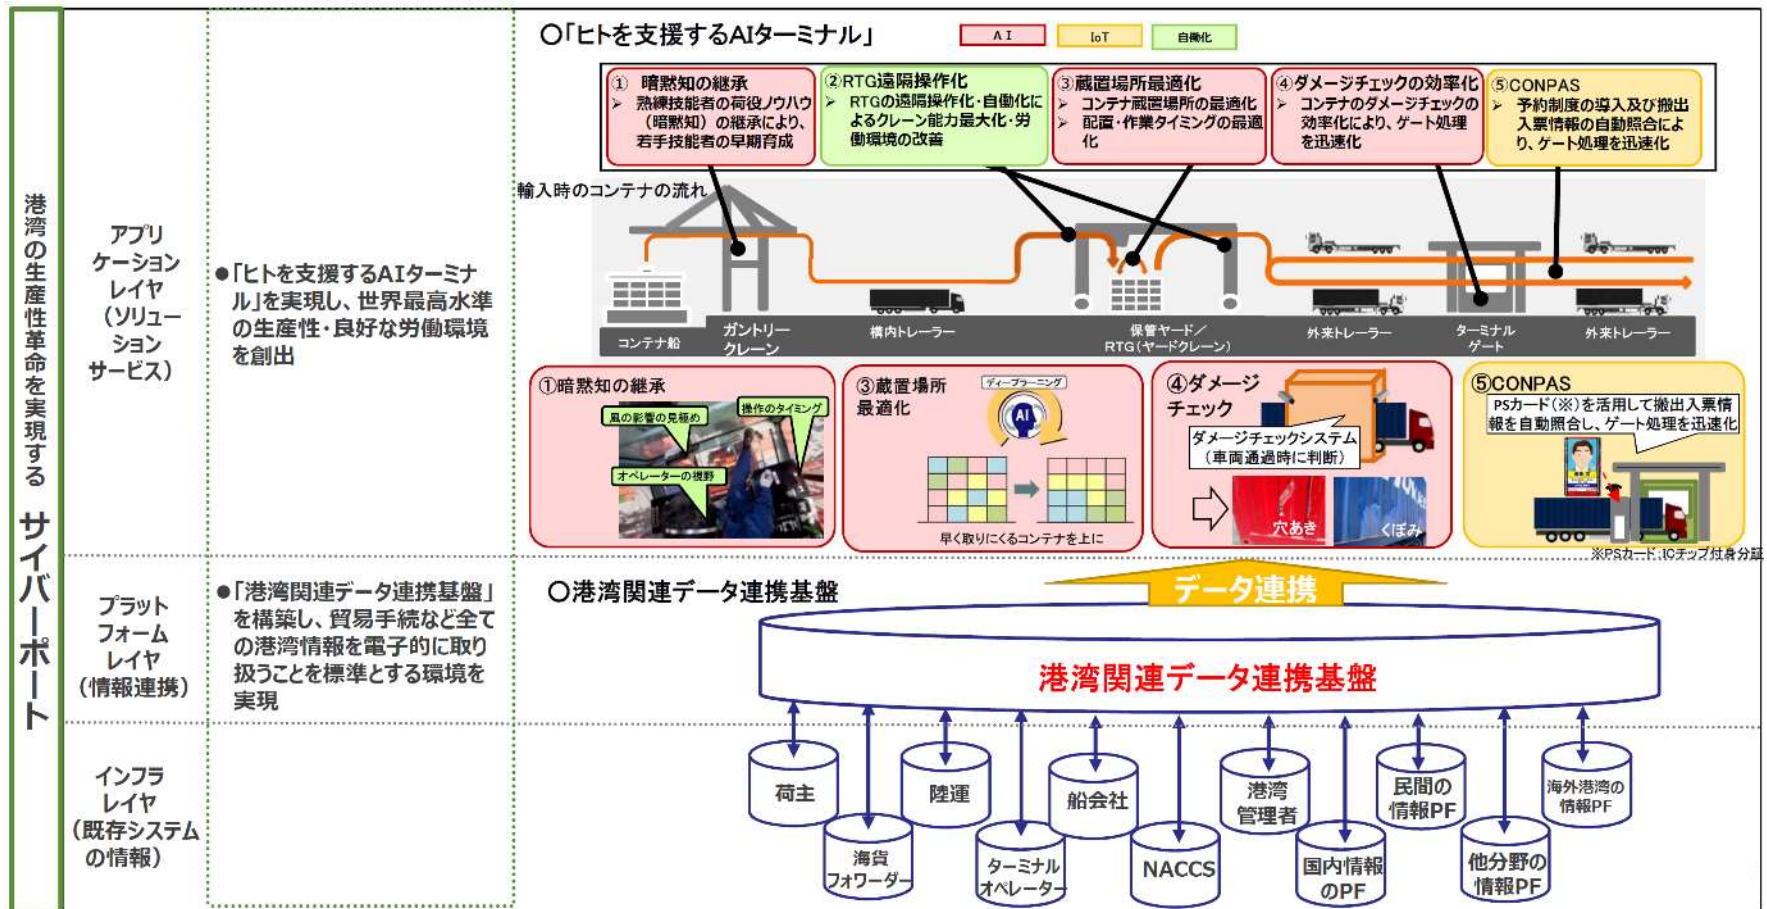 港湾の生産性革命を実現する サイバーポート
アプリ
ケーション
レイヤ
(ソリュー
ション
サービス)
●「ヒトを支援するAIターミナ
ル」を実現し、世界最高水準
の生産性・良好な労働環境
を創出
〇「ヒトを支援するAIターミナル」
AI
IoT
自働化
① 暗黙知の継承
➢ 熟練技能者の荷役ノウハウ
(暗黙知)の継承により、
若手技能者の早期育成
②RTG遠隔操作化
➢ RTGの遠隔操作化・自働化に
よるクレーン能力最大化・労
働環境の改善
③蔵置場所最適化
➢ コンテナ蔵置場所の最適化
➢ 配置・作業タイミングの最適
化
④ダメージチェックの効率化
➢ コンテナのダメージチェックの
効率化により、ゲート処理
を迅速化
⑤CONPAS
➢ 予約制度の導入及び搬出
入票情報の自動照合によ
り、ゲート処理を迅速化
輸入時のコンテナの流れ
コンテナ船
ガントリー
クレーン
構内トレーラー
保管ヤード/
RTG(ヤードクレーン)
外来トレーラー
ターミナル
ゲート
外来トレーラー
①暗黙知の継承
風の影響の見極め
操作のタイミング
オペレーターの視野
③蔵置場所
最適化
ディープラーニング
AI
早く取りにくるコンテナを上に
④ダメージ
チェック
ダメージチェックシステム
(車両通過時に判断)
穴あき
くぼみ
⑤CONPAS
PSカード(※)を活用して搬出入票情
報を自動照合し、ゲート処理を迅速化
※PSカード:ICチップ付身分証
プラット
フォーム
レイヤ
(情報連携)
●「港湾関連データ連携基盤」
を構築し、貿易手続など全て
の港湾情報を電子的に取り
扱うことを標準とする環境を
実現
〇港湾関連データ連携基盤
データ連携
港湾関連データ連携基盤
インフラ
レイヤ
(既存システム
の情報)
荷主
海貨
フォワーダー
陸運
ターミナル
オペレーター
船会社
NACCS
港湾
管理者
国内情報
のPF
民間の
情報PF
他分野の
情報PF
海外港湾の
情報PF